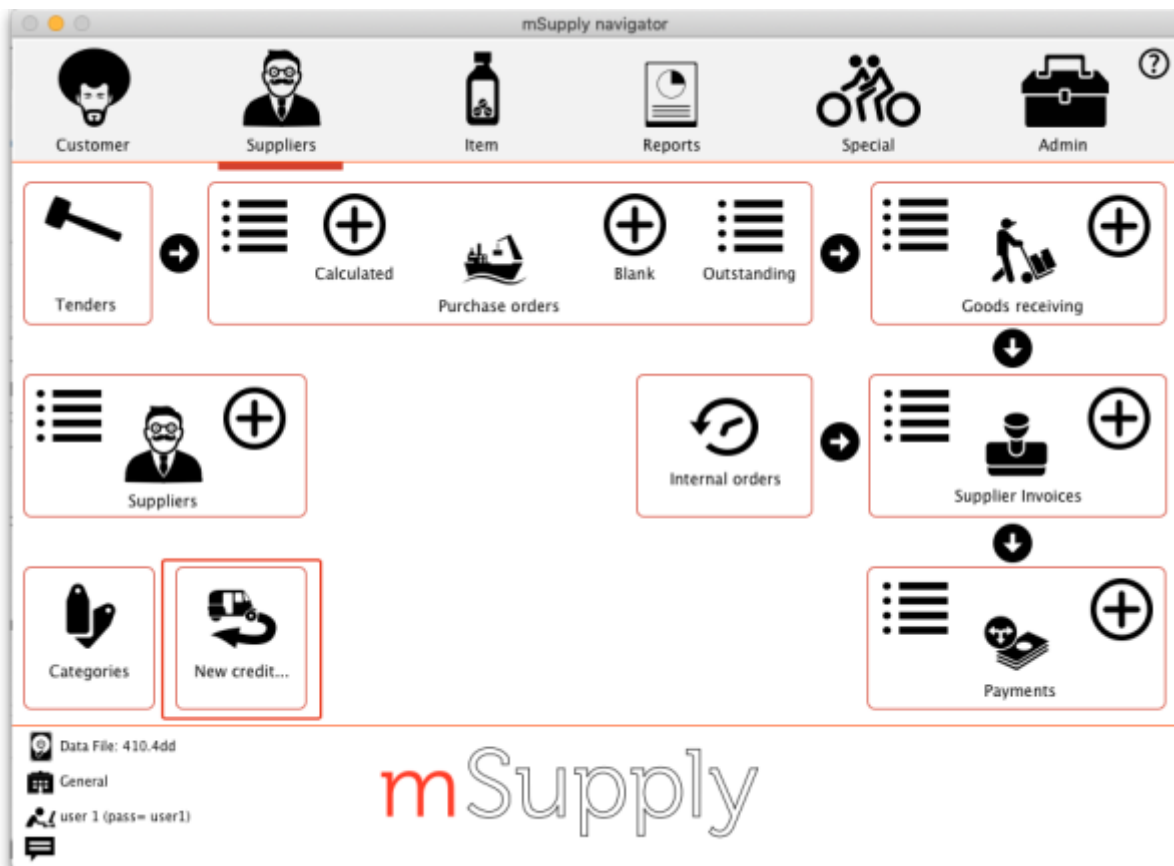 mSupply navigator
Customer
Suppliers
Item
Reports
Special
Admin
?
Tenders
Calculated
Purchase orders
Blank
Outstanding
Goods receiving
Suppliers
Internal orders
Supplier Invoices
Categories
New credit...
Payments
Data File: 410.4dd
General
user 1 (pass= user1)
mSupply